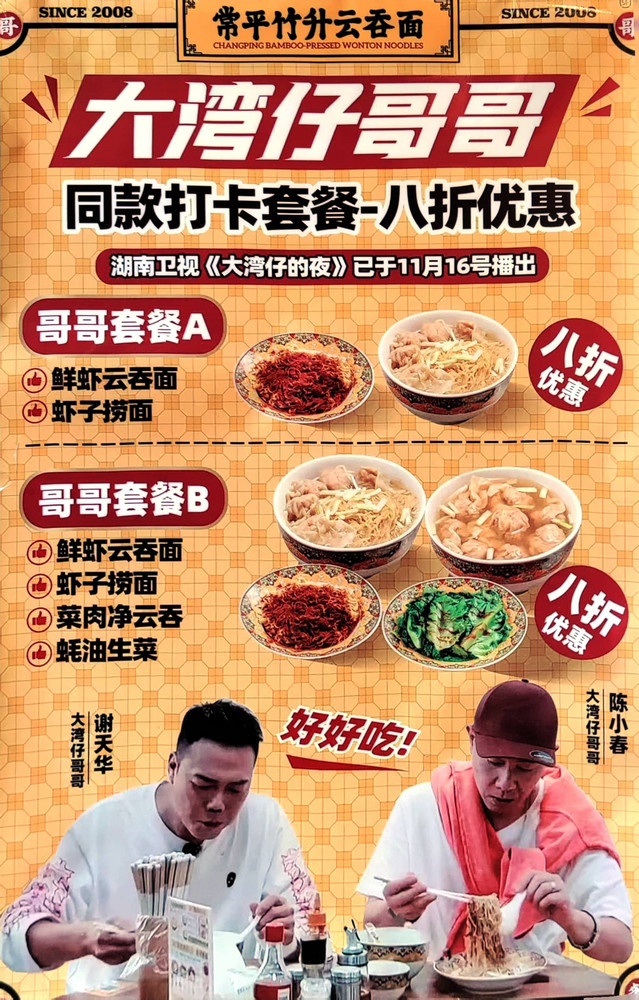 SINCE 2008
常平竹升云吞面
CHANGPING BAMBOO-PRESSED WONTON NOODLES
SINCE 2008
哥
哥
大湾仔哥哥
同款打卡套餐-八折优惠
湖南卫视《大湾仔的夜》已于11月16号播出
哥哥套餐A
鲜虾云吞面
虾子捞面
八折
优惠
哥哥套餐B
鲜虾云吞面
虾子捞面
菜肉净云吞
蚝油生菜
八折
优惠
好好吃!
谢天华
大湾仔哥哥
陈小春
大湾仔哥哥